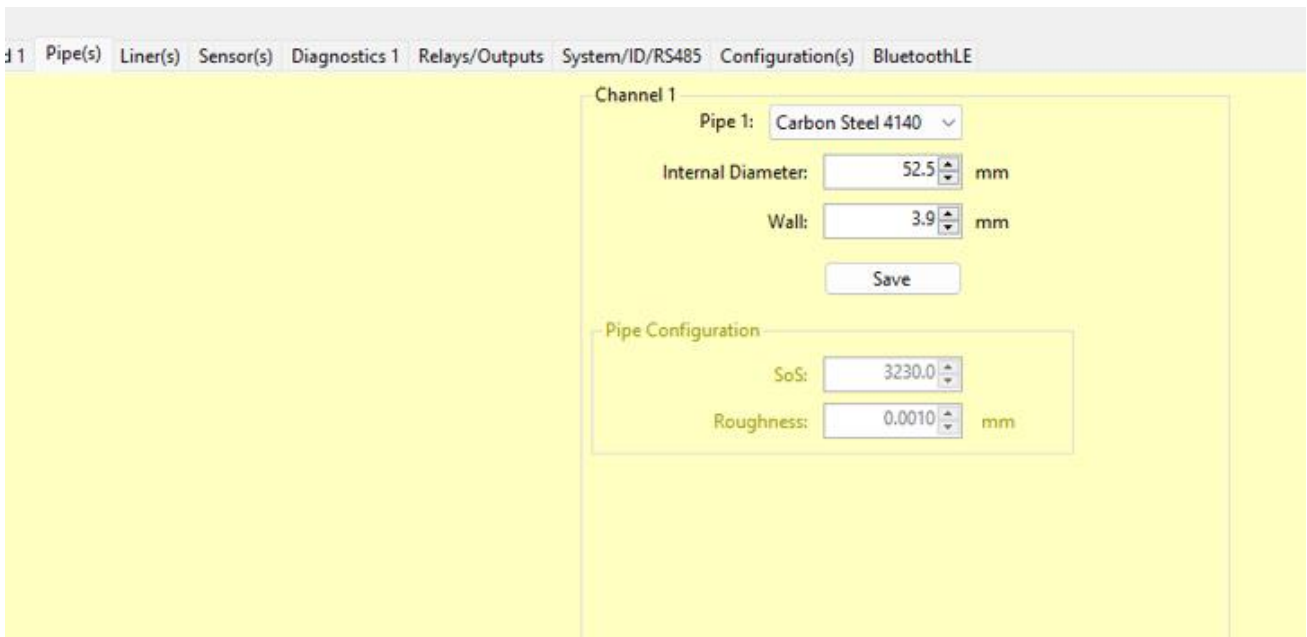 1 Pipe(s) Liner(s) Sensor(s) Diagnostics 1 Relays/Outputs System/ID/RS485 Configuration(s) BluetoothLE
Channel 1
Pipe 1: Carbon Steel 4140
Internal Diameter: 52.5 mm
Wall: 3.9 mm
Save
Pipe Configuration
SoS: 3230.0
Roughness: 0.0010 mm